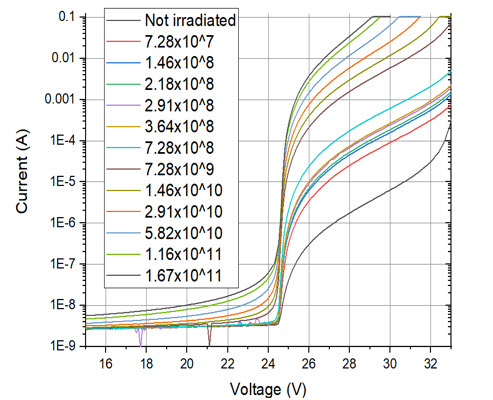 0.1
0.01
0.001
1E-4
1E-5
1E-6
1E-7
1E-8
1E-9
Current (A)
Not irradiated
7.28x10^7
1.46x10^8
2.18x10^8
2.91x10^8
3.64x10^8
7.28x10^8
7.28x10^9
1.46x10^10
2.91x10^10
5.82x10^10
1.16x10^11
1.67x10^11
16 18 20 22 24 26 28 30 32
Voltage (V)